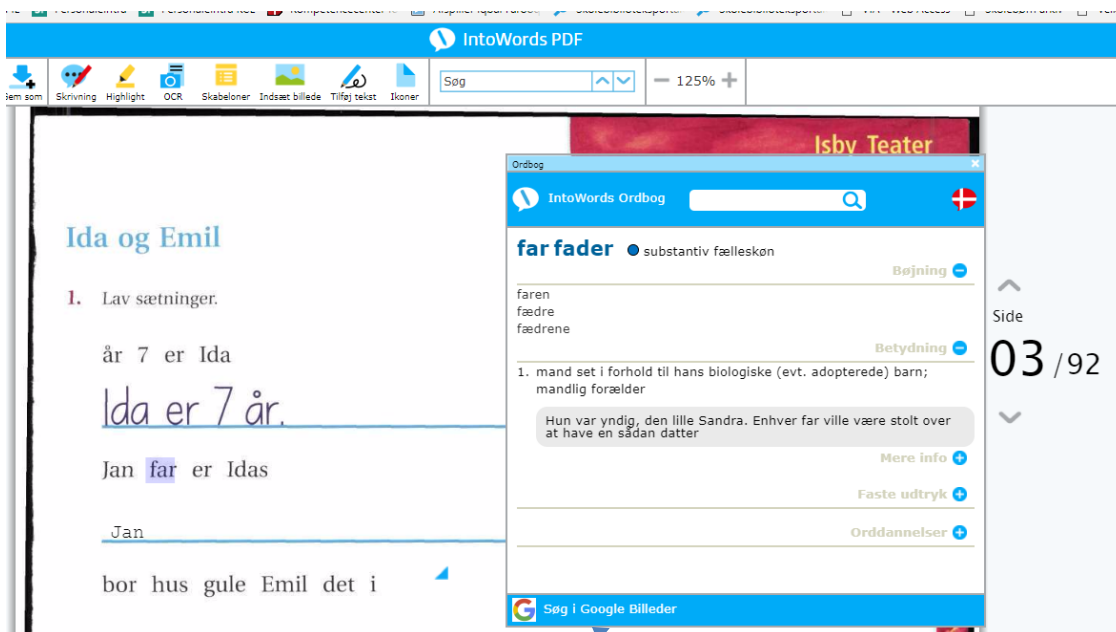 IntoWords PDF
Gem som
Skrivning
Highlight
OCR
Skabeloner
Indsæt billede
Tilføj tekst
Ikoner
Søg
125%
Isby Teater
Ida og Emil
1. Lav sætninger.
år 7 er Ida
Ida er 7 år.
Jan far er Idas
Jan
bor hus gule Emil det i
Ordbog
IntoWords Ordbog
far fader substantiv fælleskøn
Bøjning
faren
fædre
fædrene
Betydning
1. mand set i forhold til hans biologiske (evt. adopterede) barn;
mandlig forælder
Hun var yndig, den lille Sandra. Enhver far ville være stolt over
at have en sådan datter
Mere info
Faste udtryk
Orddannelser
Søg i Google Billeder
Side
03 /92